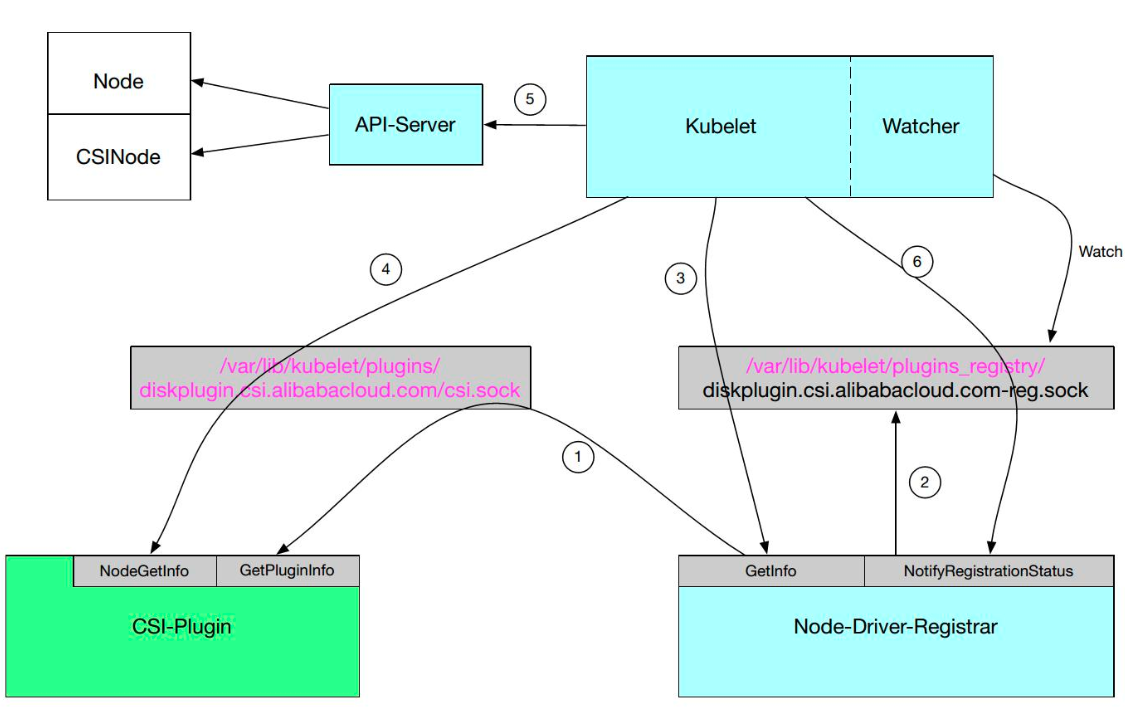 Node
CSINode
API-Server
5
Kubelet
Watcher
4
3
6
Watch
/var/lib/kubelet/plugins/
diskplugin.csi.alibabacloud.com/csi.sock
/var/lib/kubelet/plugins_registry/
diskplugin.csi.alibabacloud.com-reg.sock
1
2
NodeGetInfo
GetPluginInfo
CSI-Plugin
GetInfo
NotifyRegistrationStatus
Node-Driver-Registrar